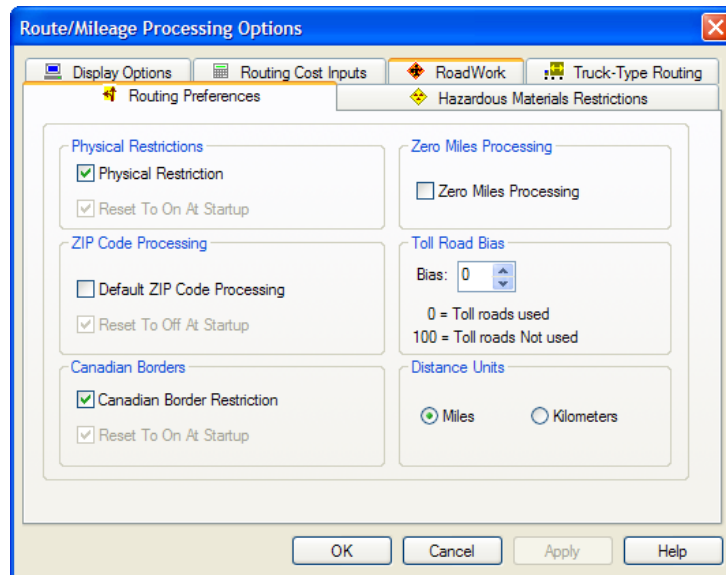 Route/Mileage Processing Options
Display Options
Routing Cost Inputs
RoadWork
Truck-Type Routing
Routing Preferences
Hazardous Materials Restrictions
Physical Restrictions
Physical Restriction
Reset To On At Startup
Zero Miles Processing
Zero Miles Processing
ZIP Code Processing
Default ZIP Code Processing
Reset To Off At Startup
Toll Road Bias
Bias: 0
0 = Toll roads used
100 = Toll roads Not used
Canadian Borders
Canadian Border Restriction
Reset To On At Startup
Distance Units
Miles
Kilometers
OK
Cancel
Apply
Help